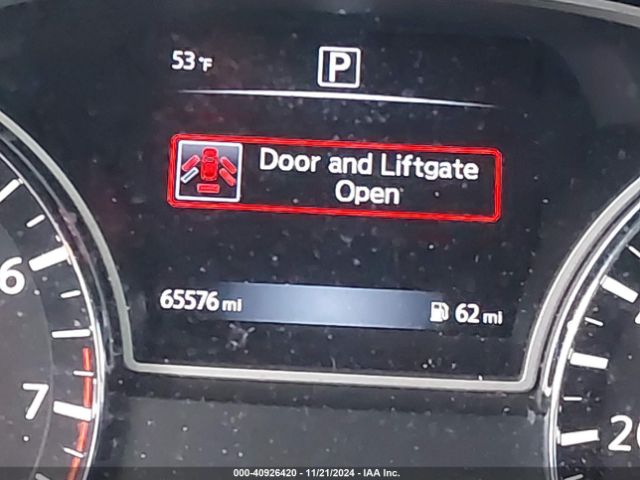 53°F
P
Door and Liftgate
Open
65576 mi
62 mi
6
7
20
000-40926420 - 11/21/2024 - IAA Inc.